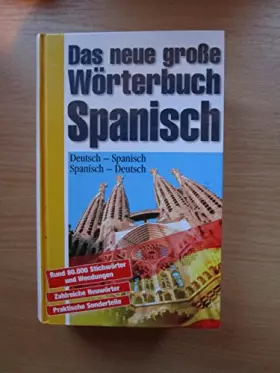 Das neue große
Wörterbuch
Spanisch
Deutsch – Spanisch
Spanisch – Deutsch
Rund 80.000 Stichwörter
und Wendungen
Zahlreiche Neuwörter
Praktische Sonderteile